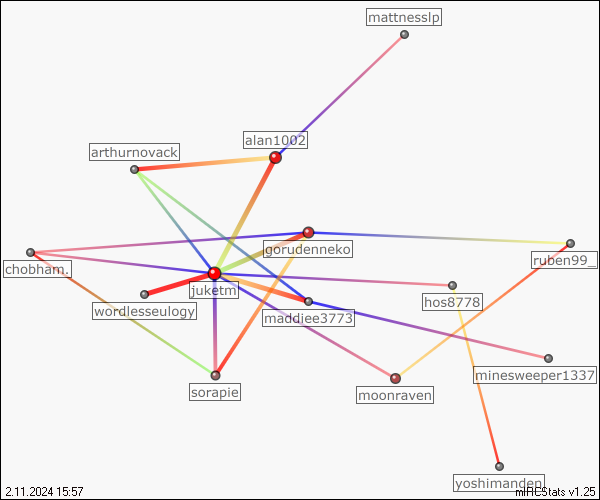 mattnesslp
alan1002
arthurnovack
gorudenneko
ruben99_
chobham.
juketm
hos8778
wordlesseulogy
maddiee3773
minesweeper1337
sorapie
moonraven
yoshimanden
2.11.2024 15:57
mIRCStats v1.25